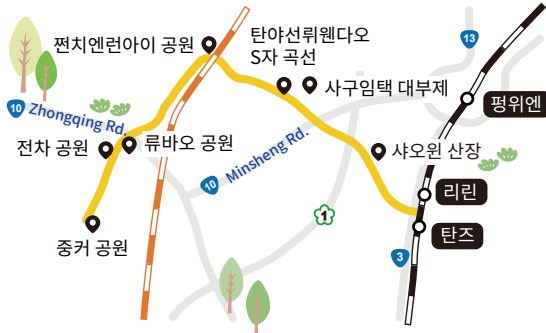 쩐치엔런아이 공원
탄야선뤼웬다오
S자 곡선
13
사구임택 대부제
펑위엔
10
Zhongqing Rd.
전차 공원
류바오 공원
Minsheng Rd.
10
샤오윈 산장
리린
1
중커 공원
탄즈
3